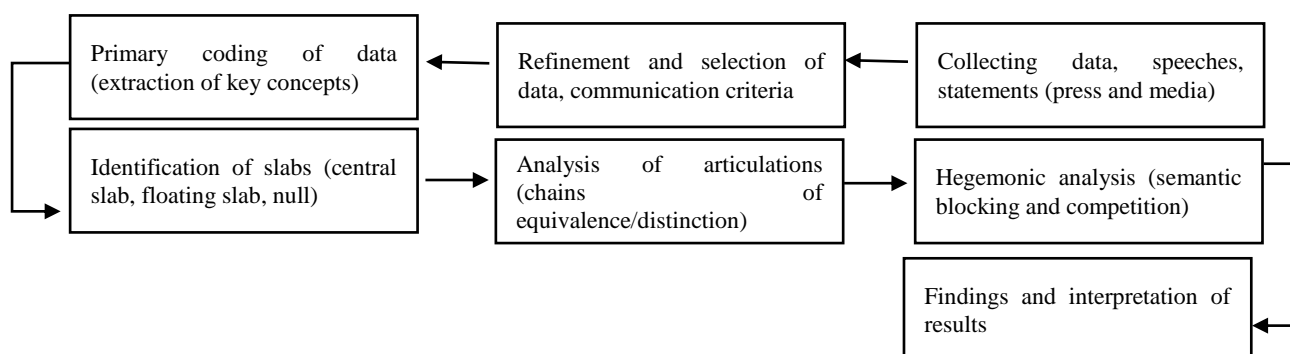 Primary coding of data
(extraction of key concepts)
Refinement and selection of
data, communication criteria
Collecting data, speeches,
statements (press and media)
Identification of slabs (central
slab, floating slab, null)
Analysis of articulations
(chains of
equivalence/distinction)
Hegemonic analysis (semantic
blocking and competition)
Findings and interpretation of
results